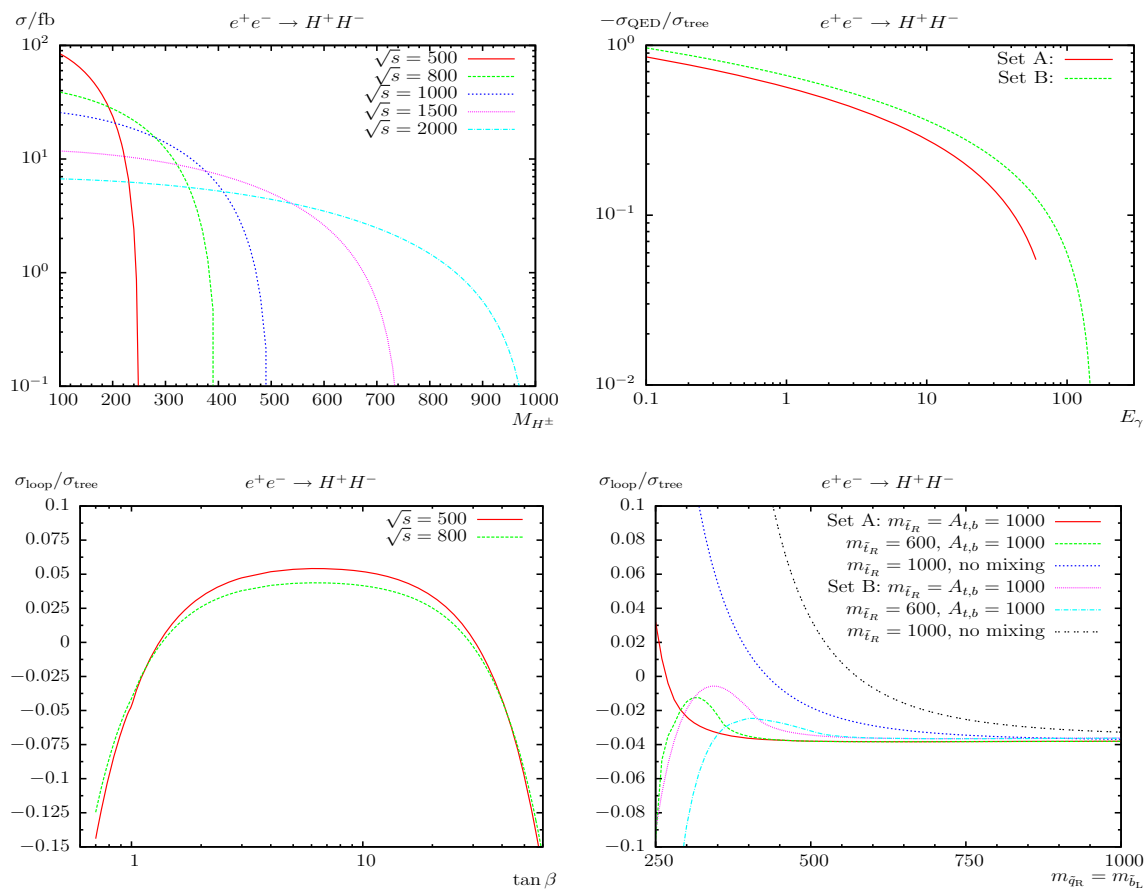 σ/fb
e⁺e⁻ → H⁺H⁻
10²
10¹
10⁰
10⁻¹
√s = 500
√s = 800
√s = 1000
√s = 1500
√s = 2000
100 200 300 400 500 600 700 800 900 1000
M_{H±}
−σ_QED/σ_tree
e⁺e⁻ → H⁺H⁻
10⁰
10⁻¹
10⁻²
Set A:
Set B:
0.1 1 10 100
E_γ
σ_loop/σ_tree
e⁺e⁻ → H⁺H⁻
0.1
0.075
0.05
0.025
0
−0.025
−0.05
−0.075
−0.1
−0.125
−0.15
√s = 500
√s = 800
1 10
tan β
σ_loop/σ_tree
e⁺e⁻ → H⁺H⁻
0.1
0.08
0.06
0.04
0.02
0
−0.02
−0.04
−0.06
−0.08
−0.1
Set A: m_{t̃_R} = A_{t,b} = 1000
m_{t̃_R} = 600, A_{t,b} = 1000
m_{t̃_R} = 1000, no mixing
Set B: m_{t̃_R} = A_{t,b} = 1000
m_{t̃_R} = 600, A_{t,b} = 1000
m_{t̃_R} = 1000, no mixing
250 500 750 1000
m_{q̃_R} = m_{b̃_L}